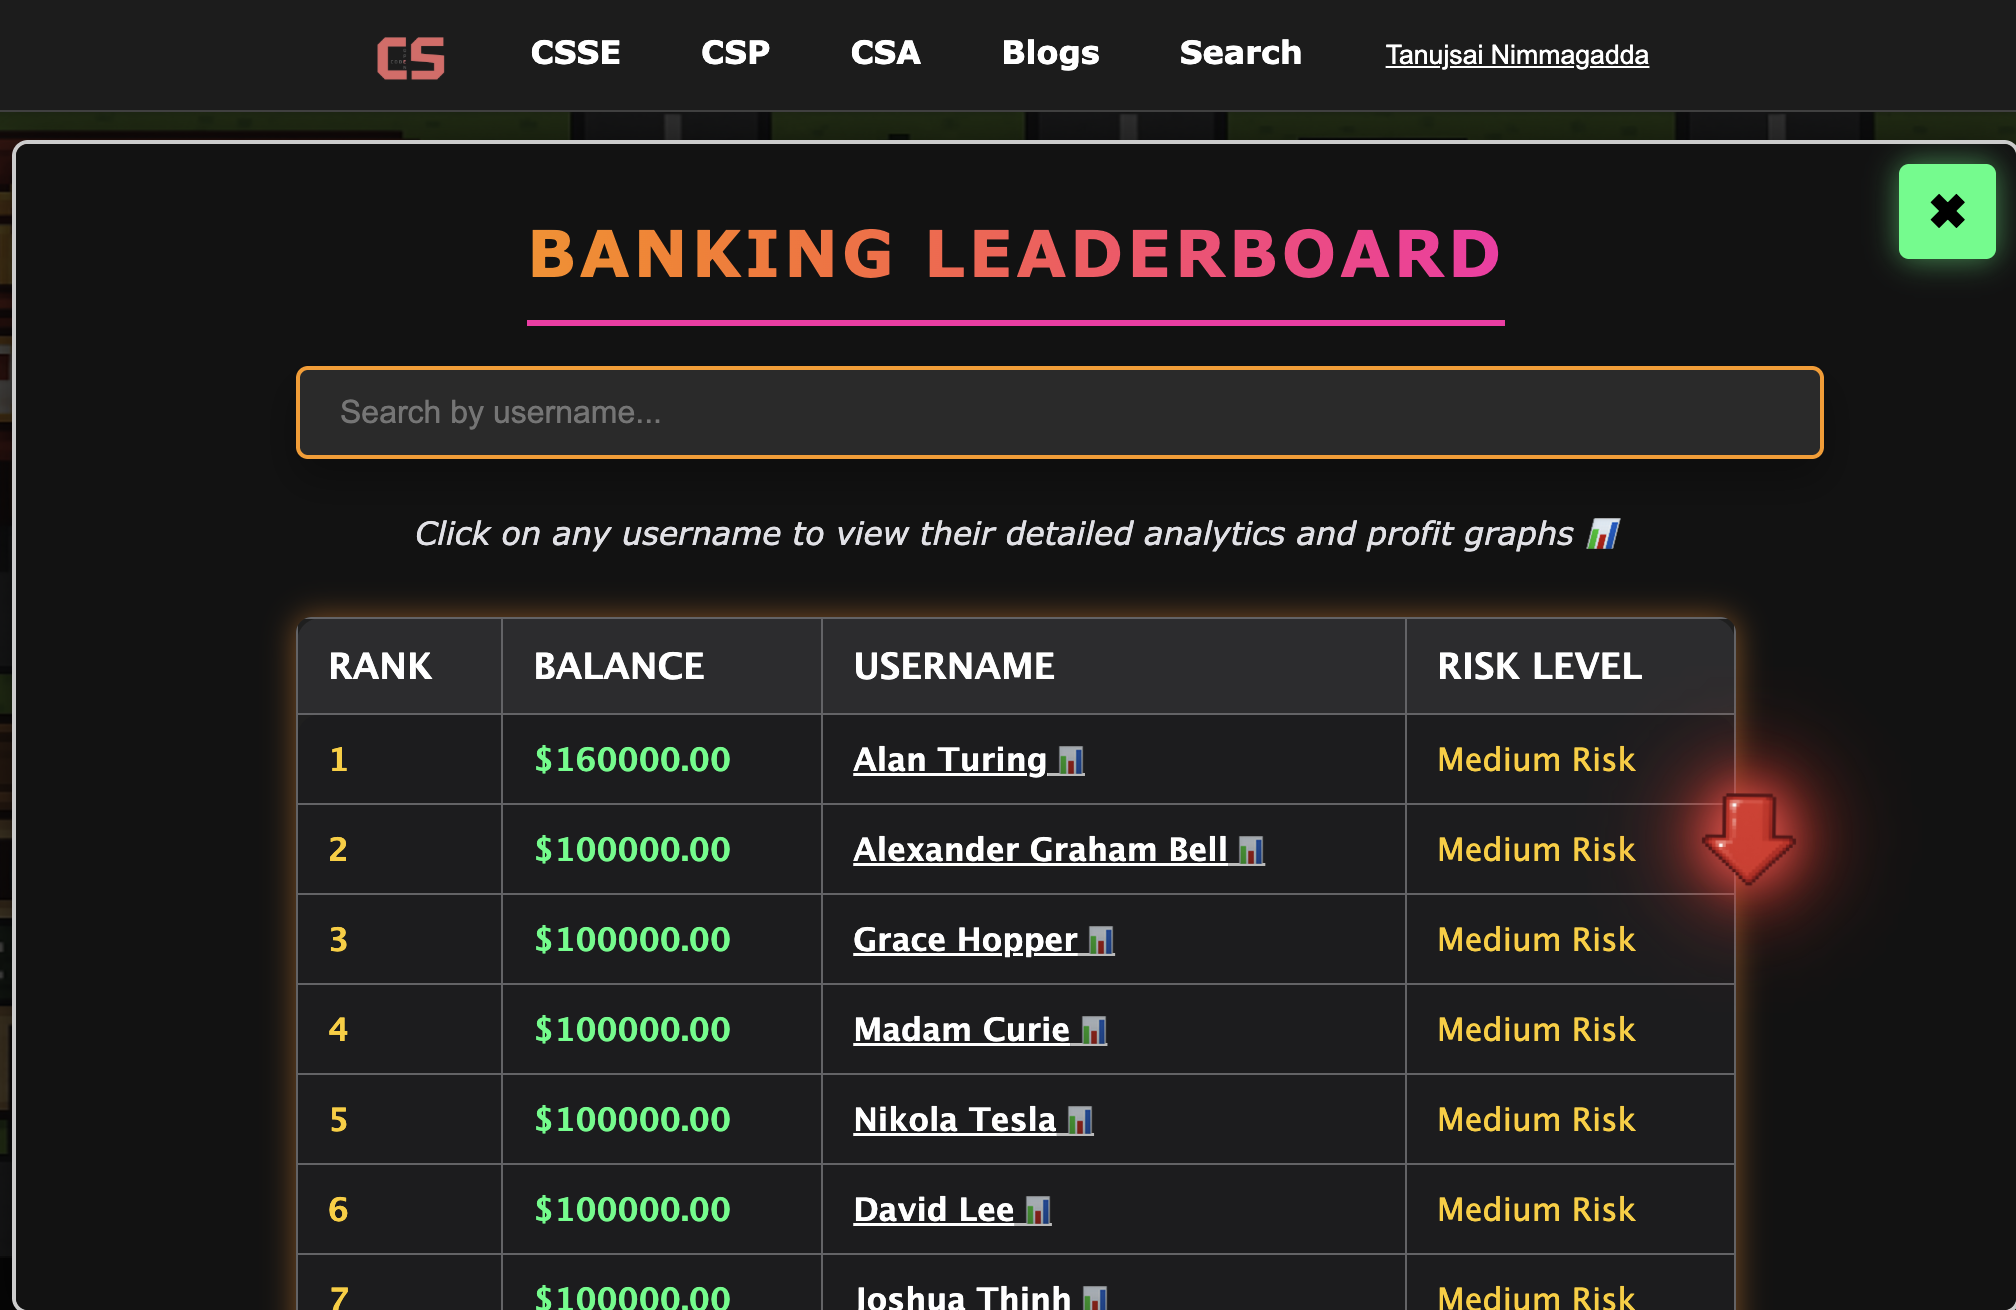 CS
CSSE
CSP
CSA
Blogs
Search
Tanujsai Nimmagadda
BANKING LEADERBOARD
Search by username...
Click on any username to view their detailed analytics and profit graphs
RANK BALANCE USERNAME RISK LEVEL
1 $160000.00 Alan Turing Medium Risk
2 $100000.00 Alexander Graham Bell Medium Risk
3 $100000.00 Grace Hopper Medium Risk
4 $100000.00 Madam Curie Medium Risk
5 $100000.00 Nikola Tesla Medium Risk
6 $100000.00 David Lee Medium Risk
7 $100000.00 Joshua Thinh Medium Risk